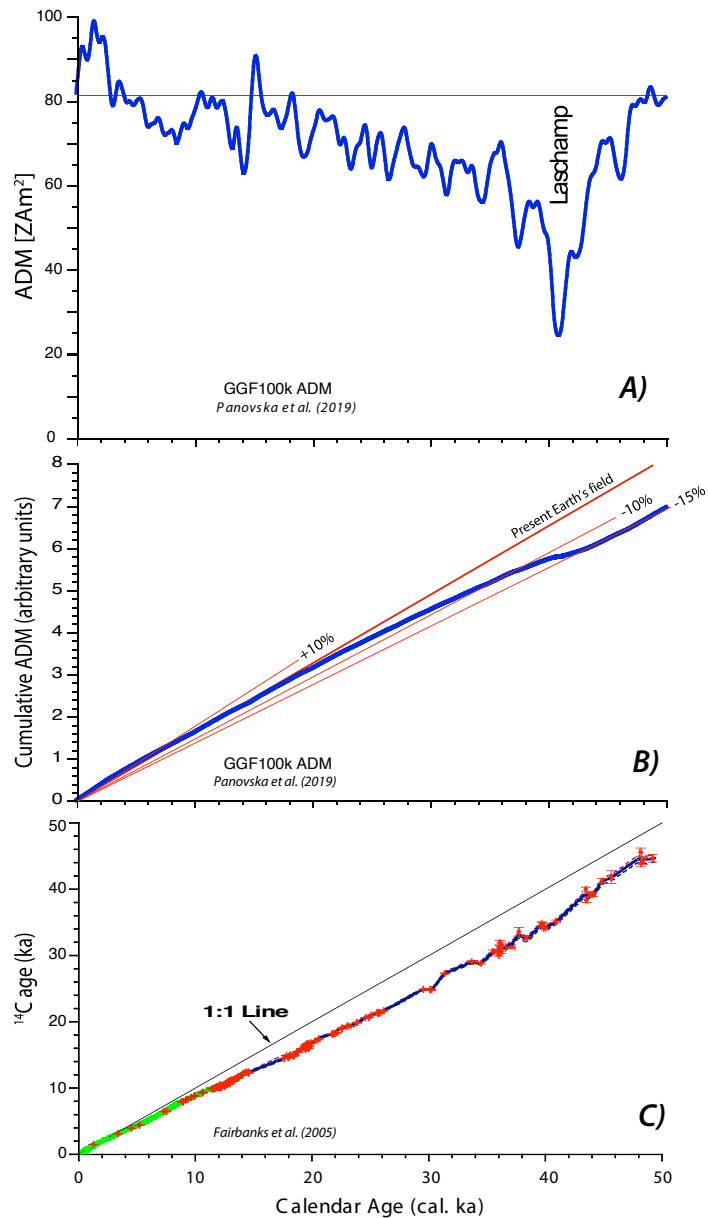 100
80
60
40
20
0
ADM [ZAm²]
Laschamp
GGF100k ADM
Panovska et al. (2019)
A)
8
7
6
5
4
3
2
1
0
Cumulative ADM (arbitrary units)
Present Earth's field
-10%
-15%
+10%
GGF100k ADM
Panovska et al. (2019)
B)
50
40
30
20
10
0
¹⁴C age (ka)
1:1 Line
Fairbanks et al. (2005)
C)
0 10 20 30 40 50
Calendar Age (cal. ka)